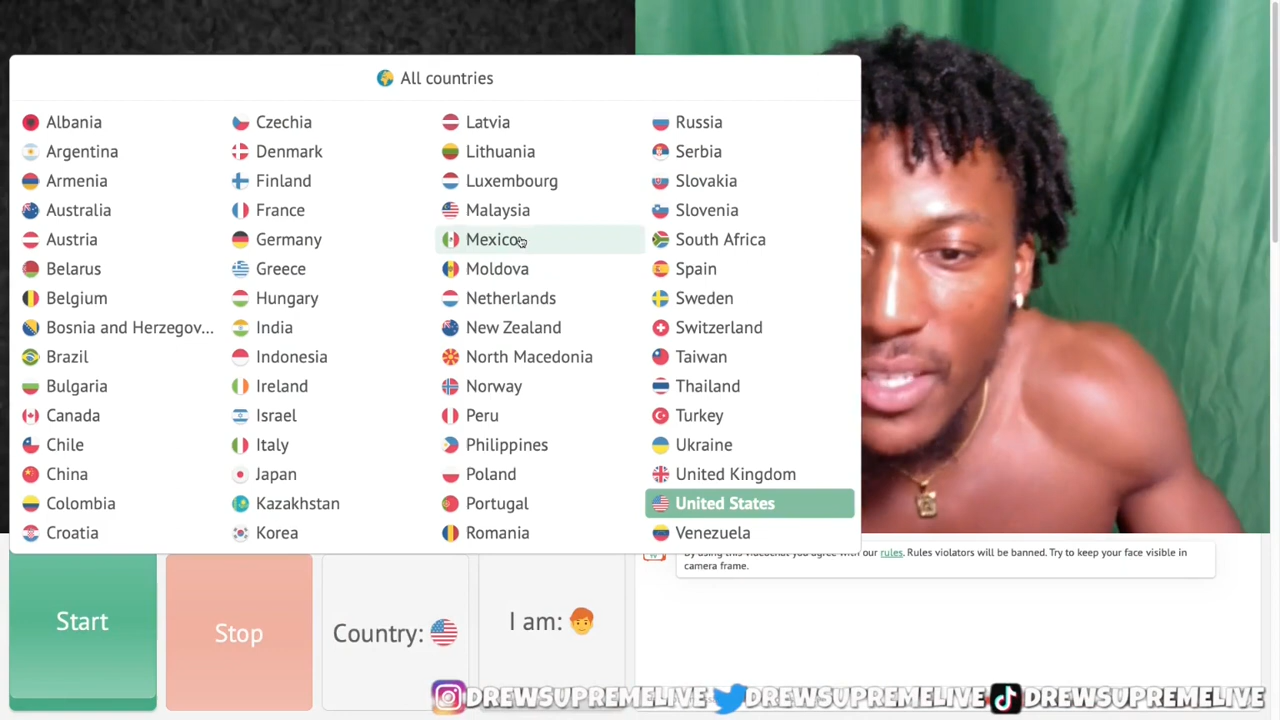 All countries
Albania
Argentina
Armenia
Australia
Austria
Belarus
Belgium
Bosnia and Herzegov...
Brazil
Bulgaria
Canada
Chile
China
Colombia
Croatia
Czechia
Denmark
Finland
France
Germany
Greece
Hungary
India
Indonesia
Ireland
Israel
Italy
Japan
Kazakhstan
Korea
Latvia
Lithuania
Luxembourg
Malaysia
Mexico
Moldova
Netherlands
New Zealand
North Macedonia
Norway
Peru
Philippines
Poland
Portugal
Romania
Russia
Serbia
Slovakia
Slovenia
South Africa
Spain
Sweden
Switzerland
Taiwan
Thailand
Turkey
Ukraine
United Kingdom
United States
Venezuela
By using this videochat you agree with our rules. Rules violators will be banned. Try to keep your face visible in
camera frame.
Start
Stop
Country:
I am:
DREWSUPREMELIVE DREWSUPREMELIVE DREWSUPREMELIVE